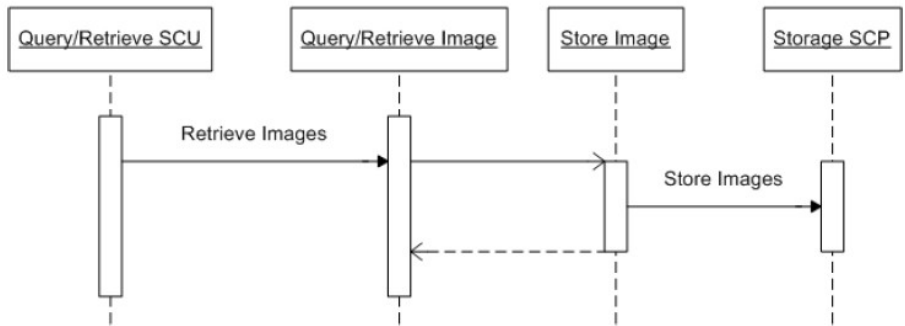 Query/Retrieve SCU
Query/Retrieve Image
Store Image
Storage SCP
Retrieve Images
Store Images